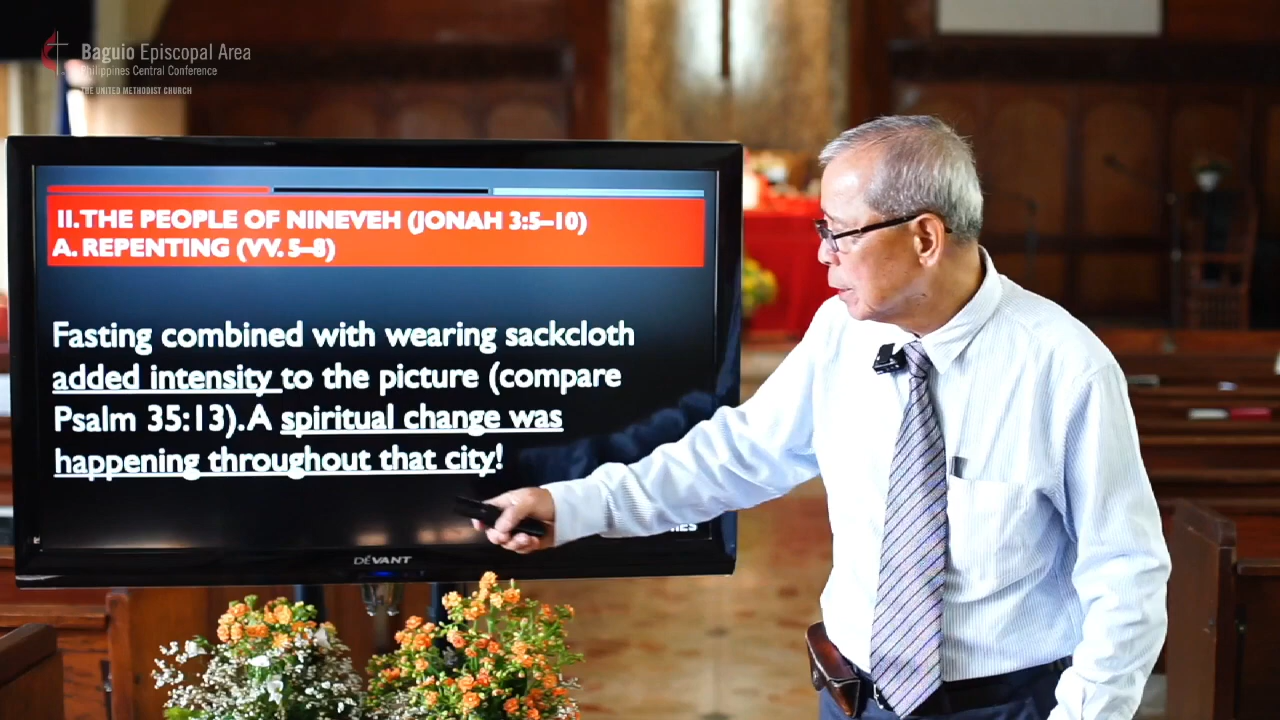 Baguio Episcopal Area
Philippines Central Conference
THE UNITED METHODIST CHURCH
II. THE PEOPLE OF NINEVEH (JONAH 3:5–10)
A. REPENTING (VV. 5–8)
Fasting combined with wearing sackcloth
added intensity to the picture (compare
Psalm 35:13). A spiritual change was
happening throughout that city!
DEVANT